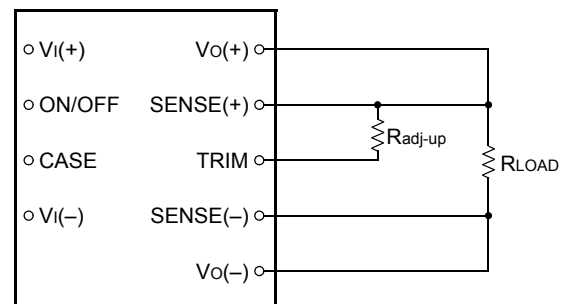 VI(+) VO(+)
ON/OFF SENSE(+)
Radj-up
CASE TRIM
RLOAD
VI(–) SENSE(–)
VO(–)